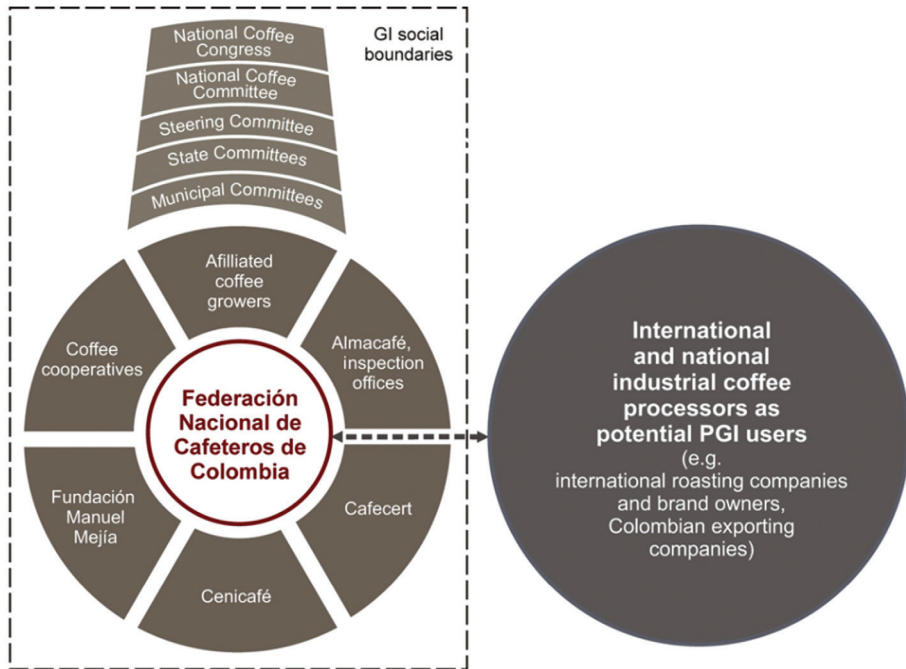 National Coffee
Congress
National Coffee
Committee
Steering Committee
State Committees
Municipal Committees
GI social
boundaries
Afilliated
coffee
growers
Coffee
cooperatives
Almacafé,
inspection
offices
Federación
Nacional de
Cafeteros de
Colombia
Fundación
Manuel
Mejía
Cafecert
Cenicafé
International
and national
industrial coffee
processors as
potential PGI users
(e.g.
international roasting companies
and brand owners,
Colombian exporting
companies)